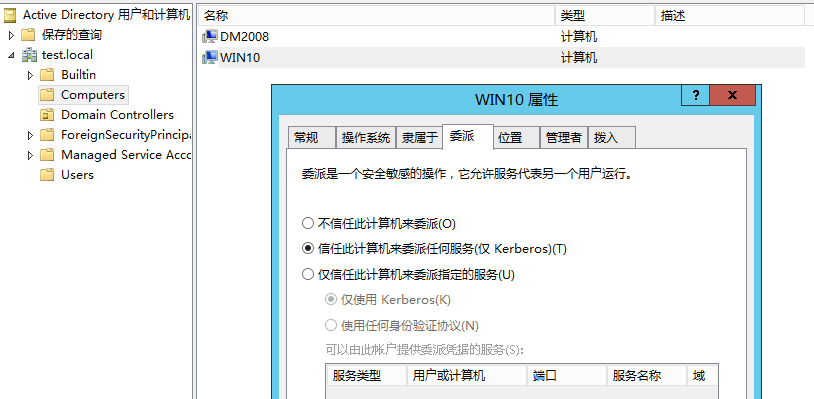 Active Directory 用户和计算机
保存的查询
test.local
Builtin
Computers
Domain Controllers
ForeignSecurityPrincipa
Managed Service Acco
Users
名称 类型 描述
DM2008 计算机
WIN10 计算机
WIN10 属性
? x
常规 操作系统 隶属于 委派 位置 管理者 拨入
委派是一个安全敏感的操作，它允许服务代表另一个用户运行。
不信任此计算机来委派(O)
信任此计算机来委派任何服务(仅 Kerberos)(T)
仅信任此计算机来委派指定的服务(U)
仅使用 Kerberos(K)
使用任何身份验证协议(N)
可以由此帐户提供委派凭据的服务(S):
服务类型 用户或计算机 端口 服务名称 域